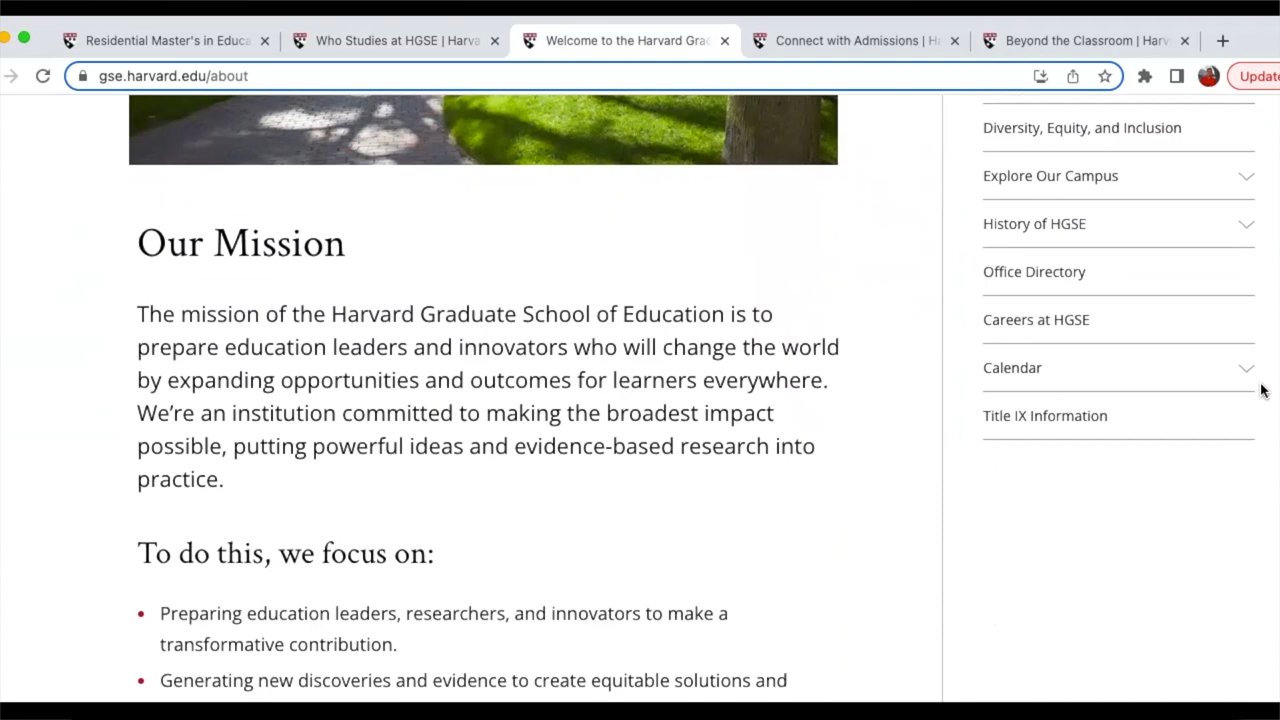 Residential Master's in Educa
Who Studies at HGSE | Harva
Welcome to the Harvard Grad
Connect with Admissions | Ha
Beyond the Classroom | Harv
gse.harvard.edu/about
Update
Our Mission
The mission of the Harvard Graduate School of Education is to
prepare education leaders and innovators who will change the world
by expanding opportunities and outcomes for learners everywhere.
We’re an institution committed to making the broadest impact
possible, putting powerful ideas and evidence-based research into
practice.
To do this, we focus on:
• Preparing education leaders, researchers, and innovators to make a
transformative contribution.
• Generating new discoveries and evidence to create equitable solutions and
Diversity, Equity, and Inclusion
Explore Our Campus
History of HGSE
Office Directory
Careers at HGSE
Calendar
Title IX Information